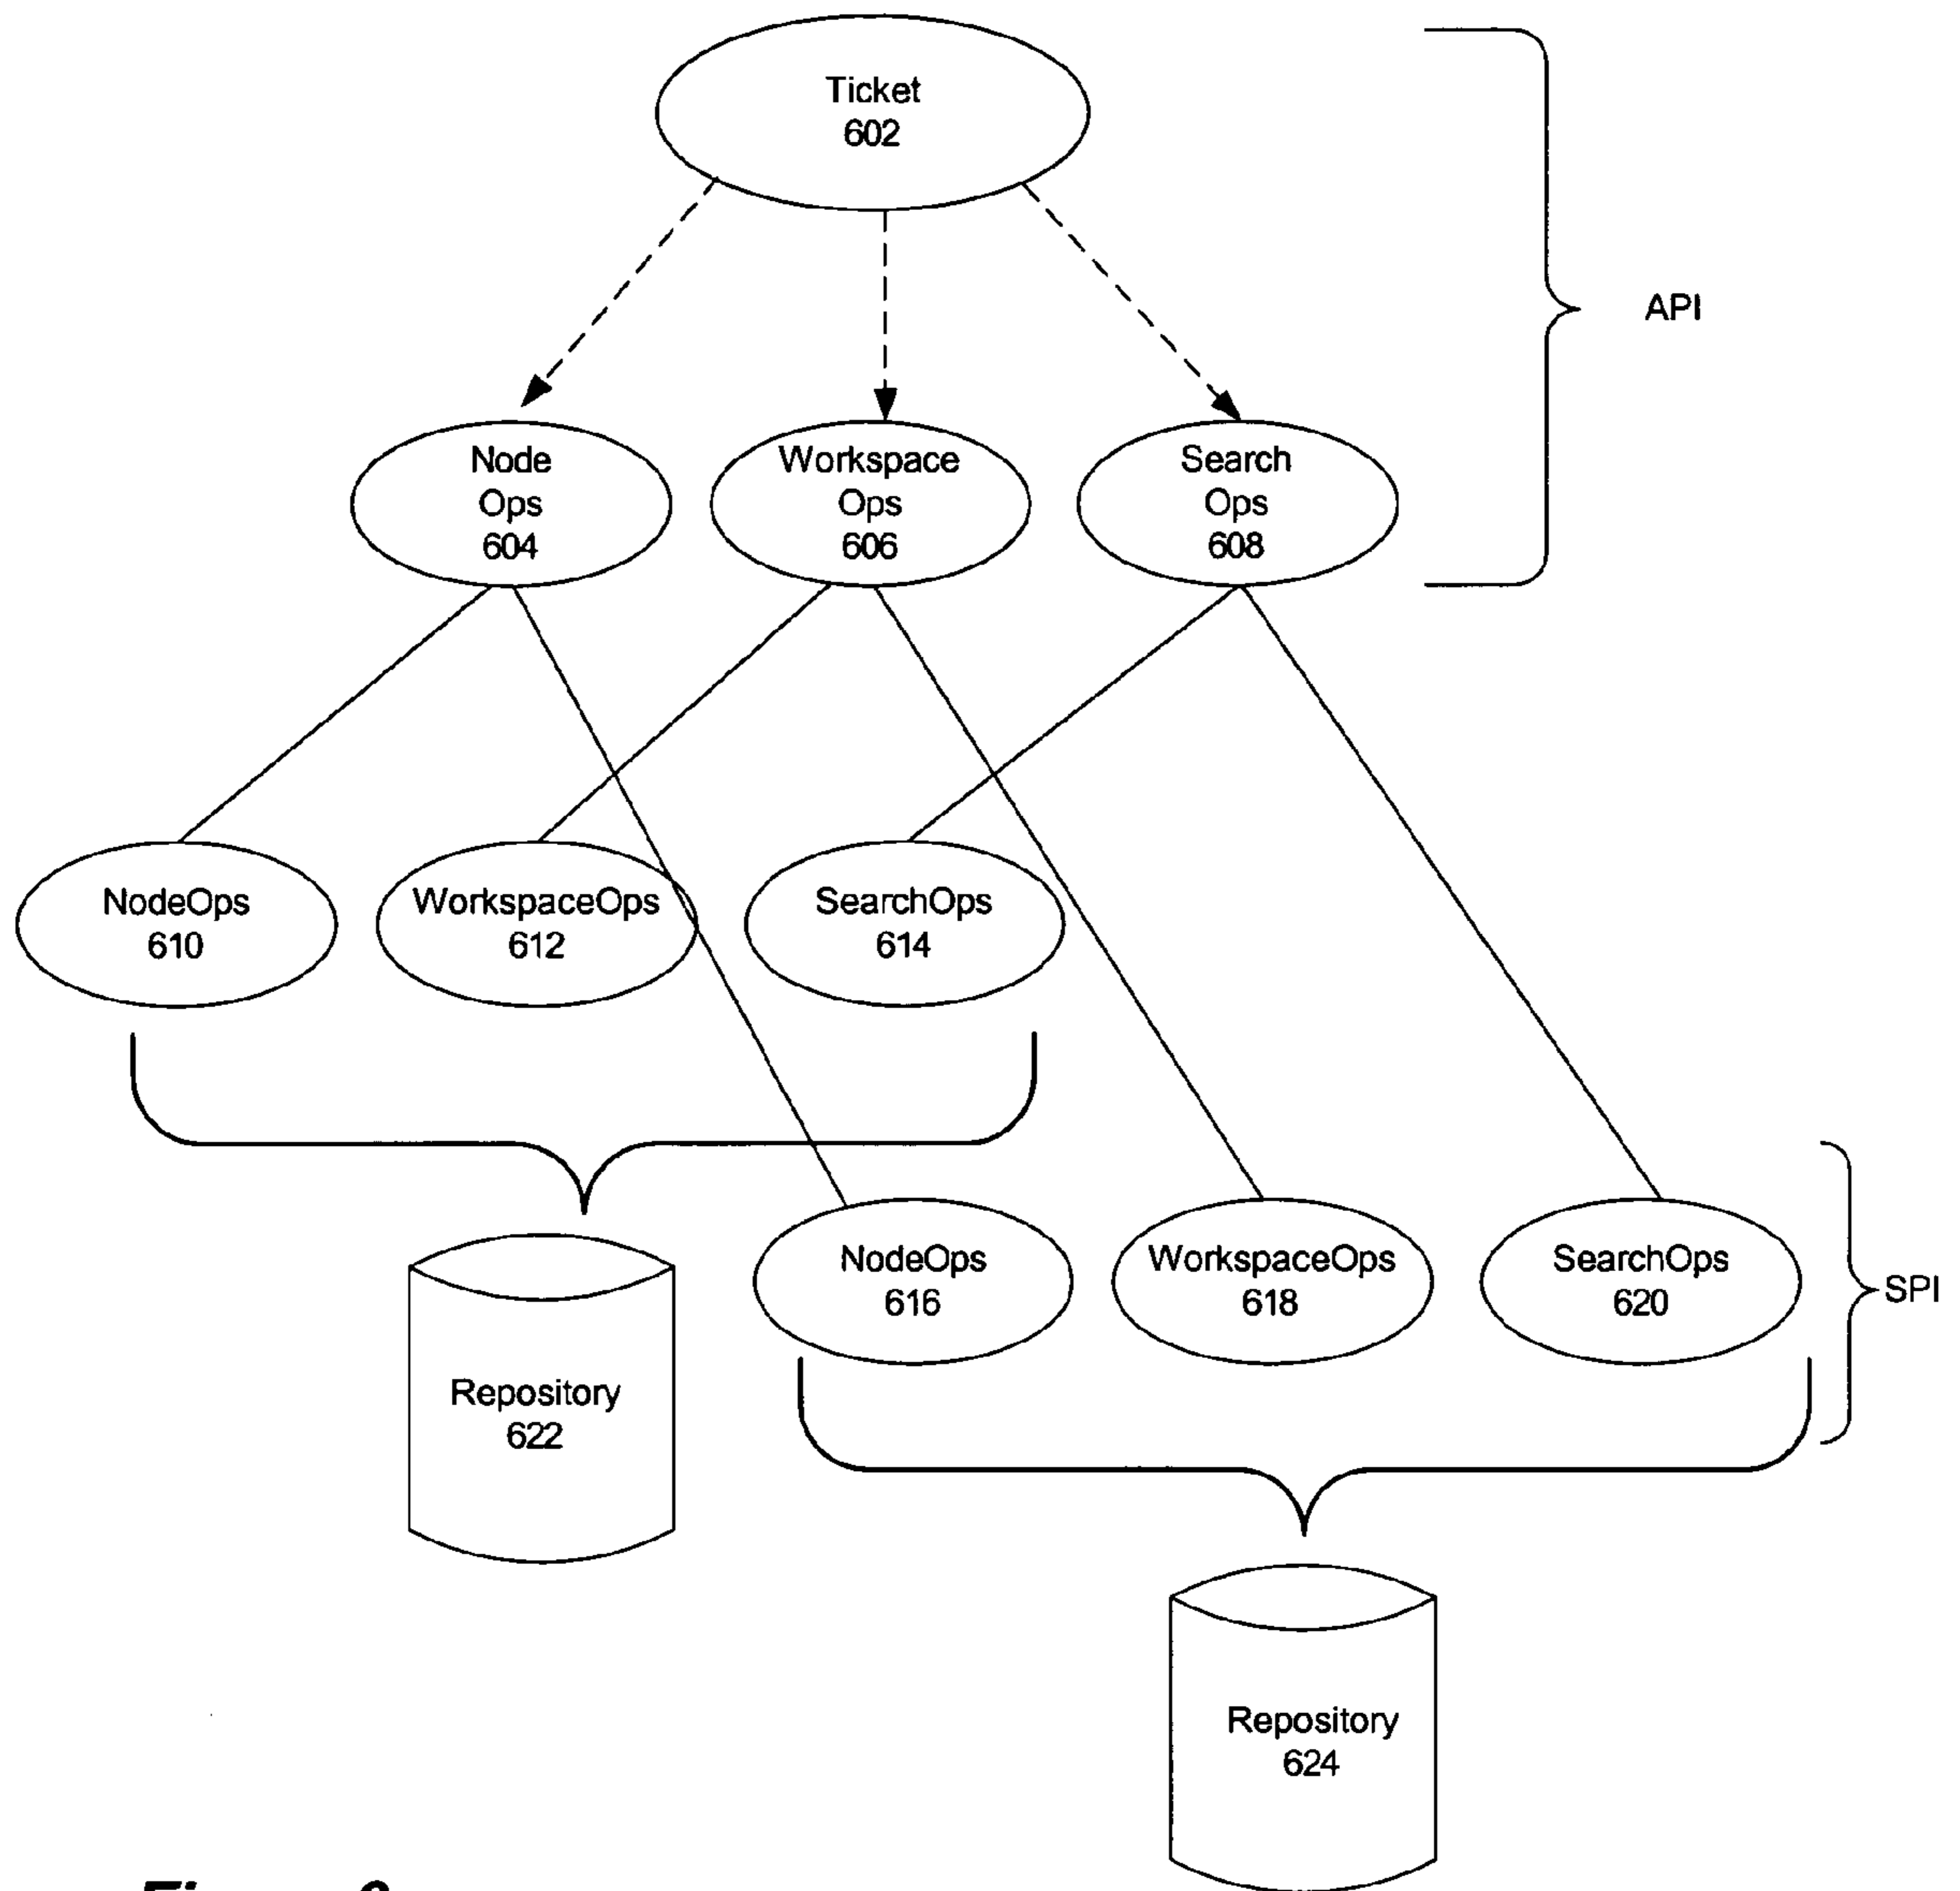 Ticket
602
API
Node
Ops
604
Workspace
Ops
606
Search
Ops
608
NodeOps
610
WorkspaceOps
612
SearchOps
614
NodeOps
616
WorkspaceOps
618
SearchOps
620
SPI
Repository
622
Repository
624